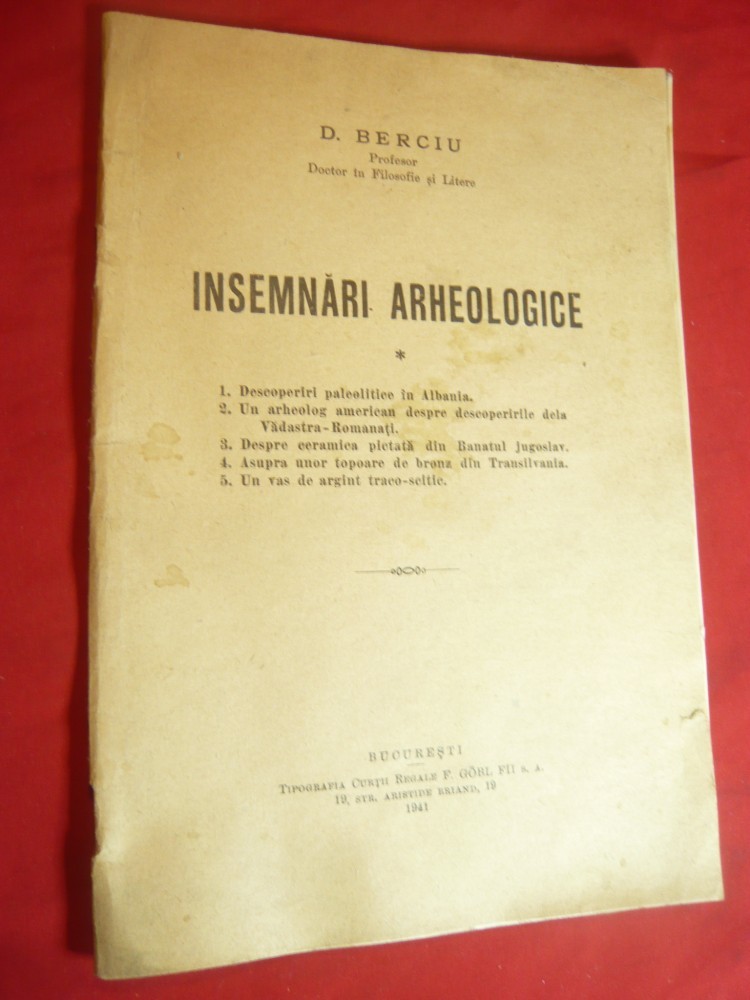 D. BERCIU
Profesor
Doctor în Filosofie și Litere
INSEMNĂRI ARHEOLOGICE
*
1. Descoperiri paleolitice în Albania.
2. Un arheolog american despre descoperirile dela
Vădastra-Romanați.
3. Despre ceramica pictată din Banatul jugoslav.
4. Asupra unor topoare de bronz din Transilvania.
5. Un vas de argint traco-scitic.
BUCUREȘTI
TIPOGRAFIA CURȚII REGALE F. GÖBL FII S. A.
19, STR. ARISTIDE BRIAND, 19
1941